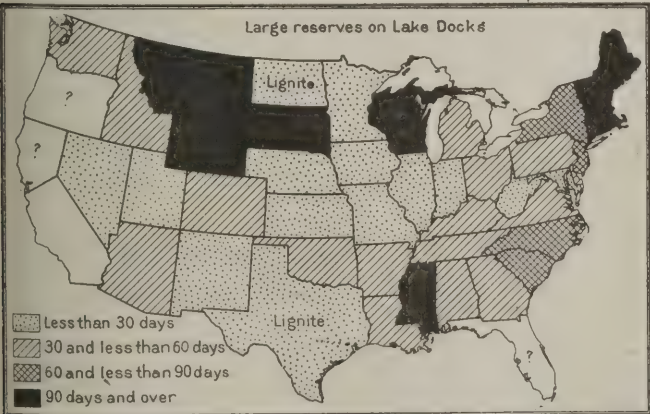 Large reserves on Lake Docks
Lignite
?
?
Lignite
?
Less than 30 days
30 and less than 60 days
60 and less than 90 days
90 days and over